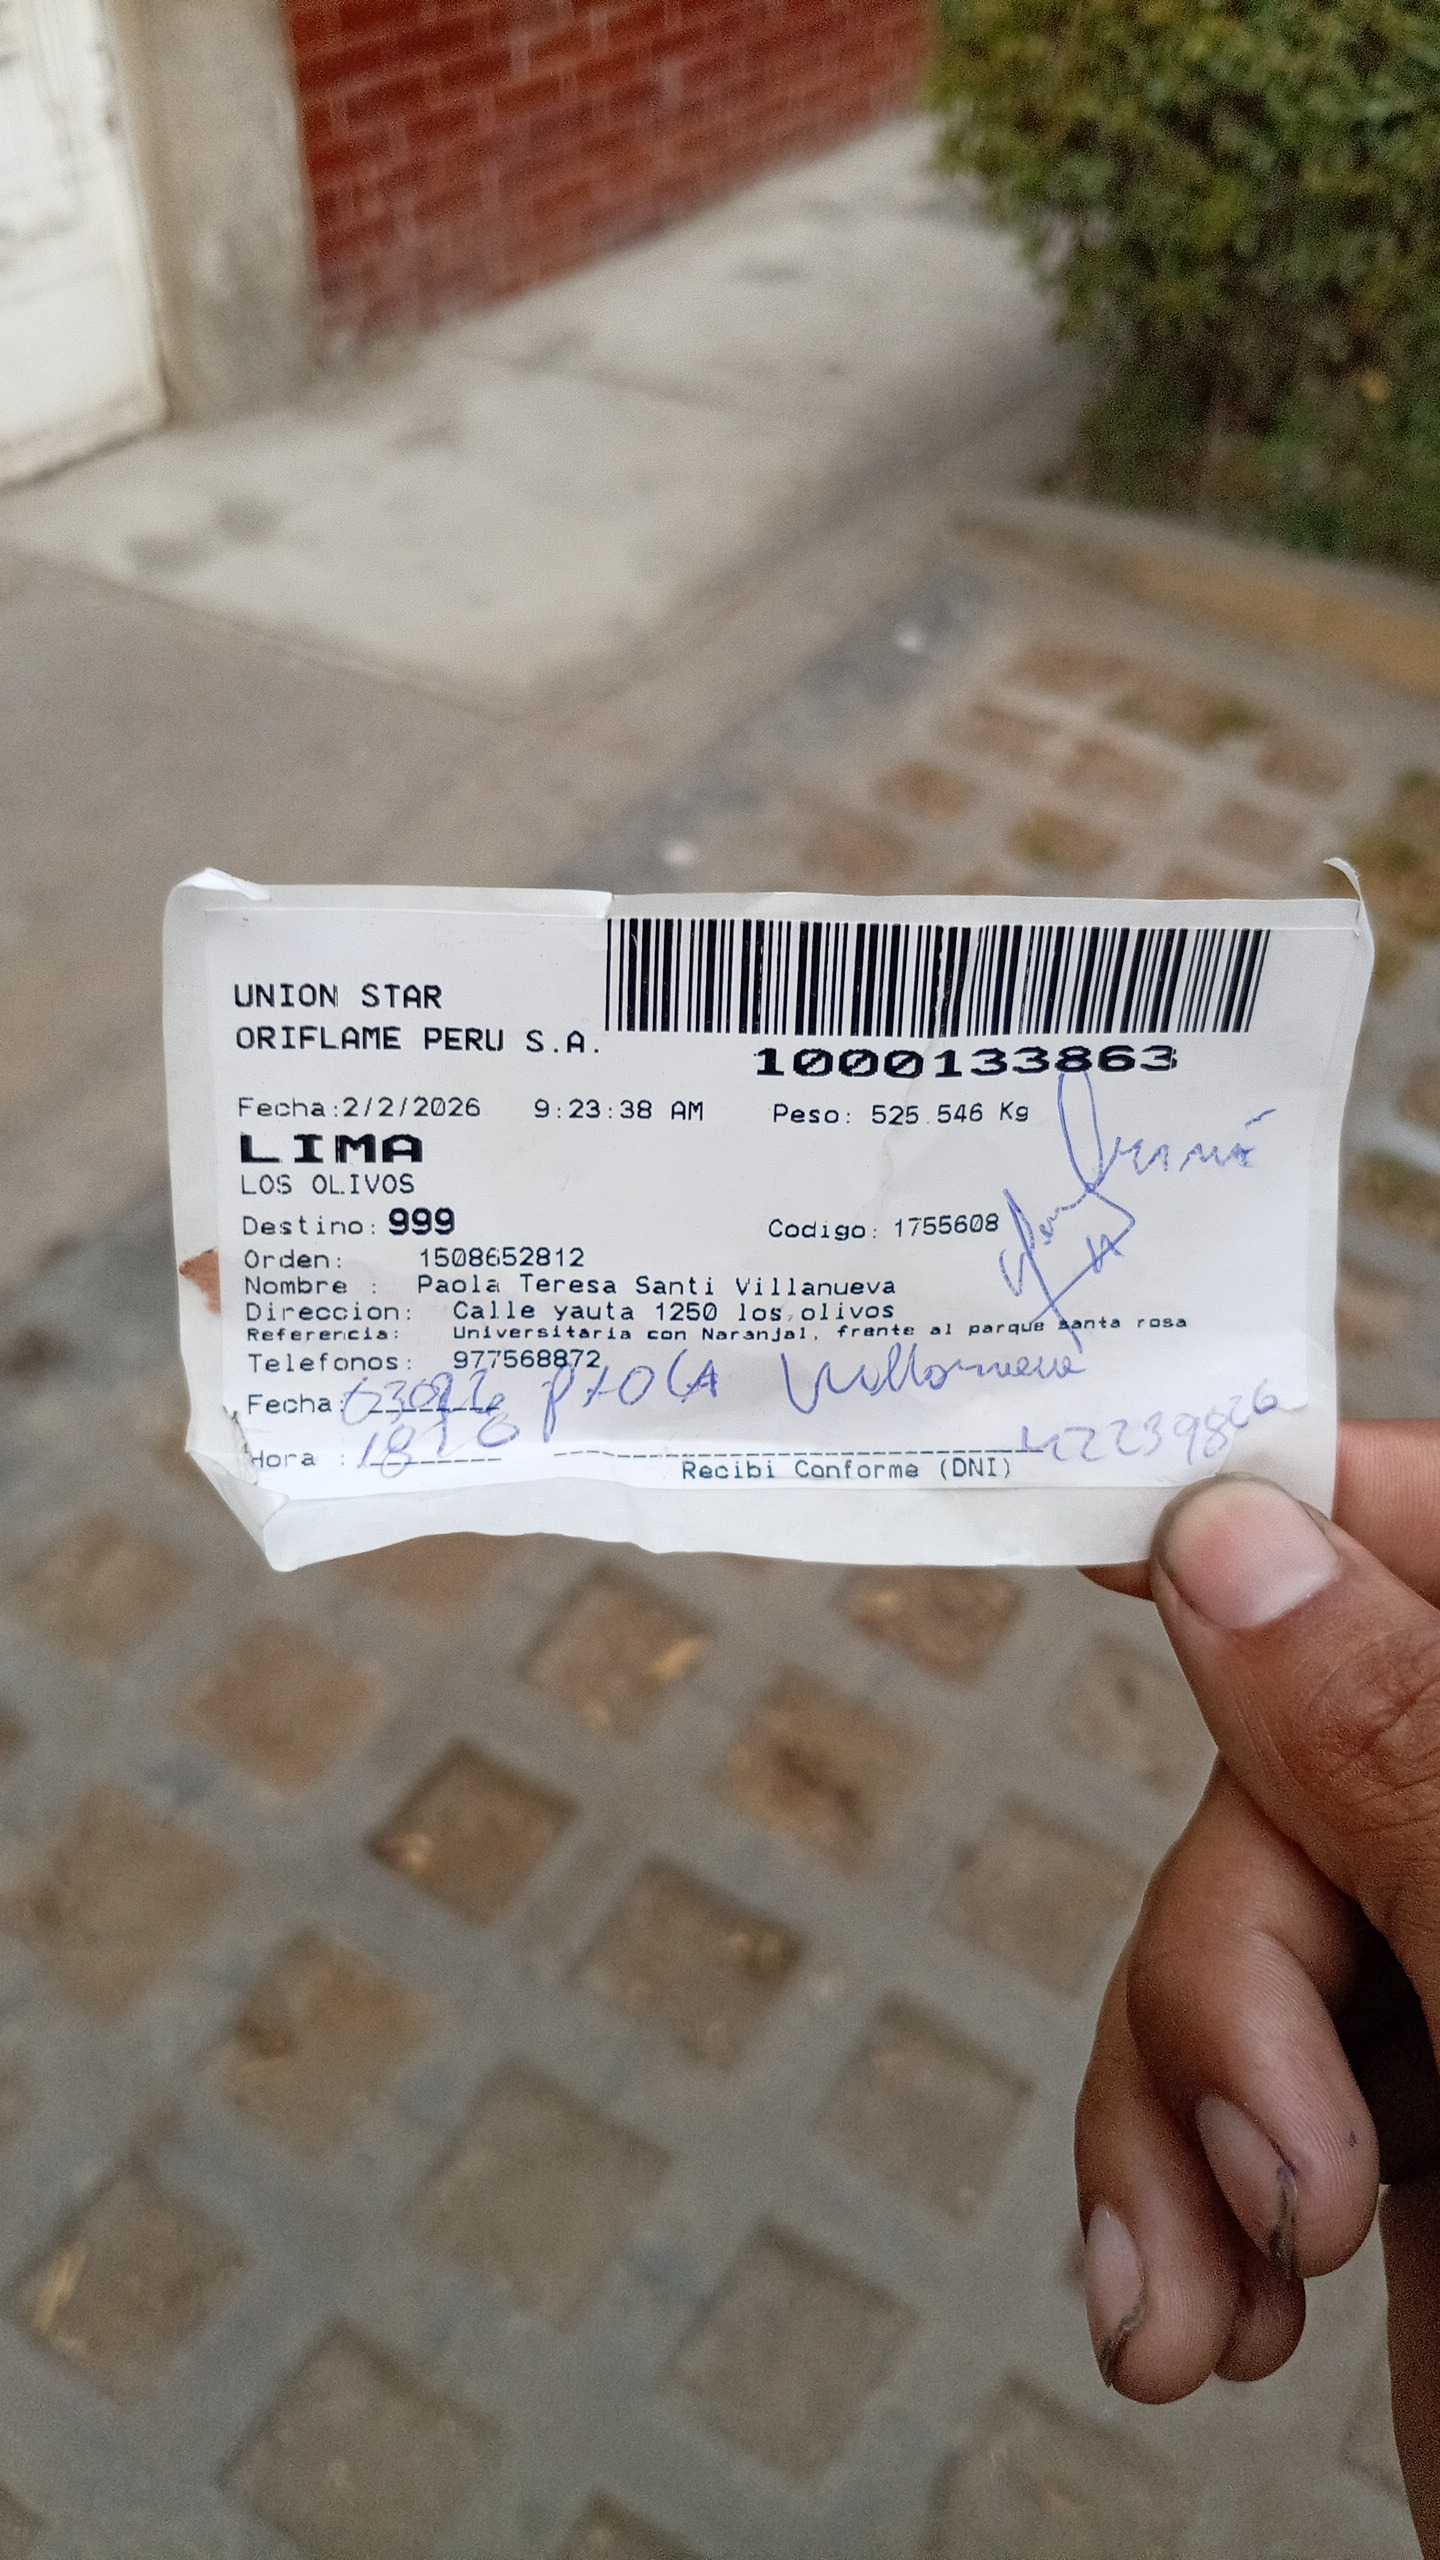 UNION STAR
ORIFLAME PERU S.A.
1000133863
Fecha:2/2/2026 9:23:38 AM Peso: 525.546 Kg
LIMA
LOS OLIVOS
Destino: 999 Codigo: 1755608
Orden: 1508652812
Nombre : Paola Teresa Santi Villanueva
Direccion: Calle yauta 1250 los olivos
Referencia: Universitaria con Naranjal, frente al parque santa rosa
Telefonos: 977568872
Fecha: PAOLA Villanueva
Hora :
Recibi Conforme (DNI)